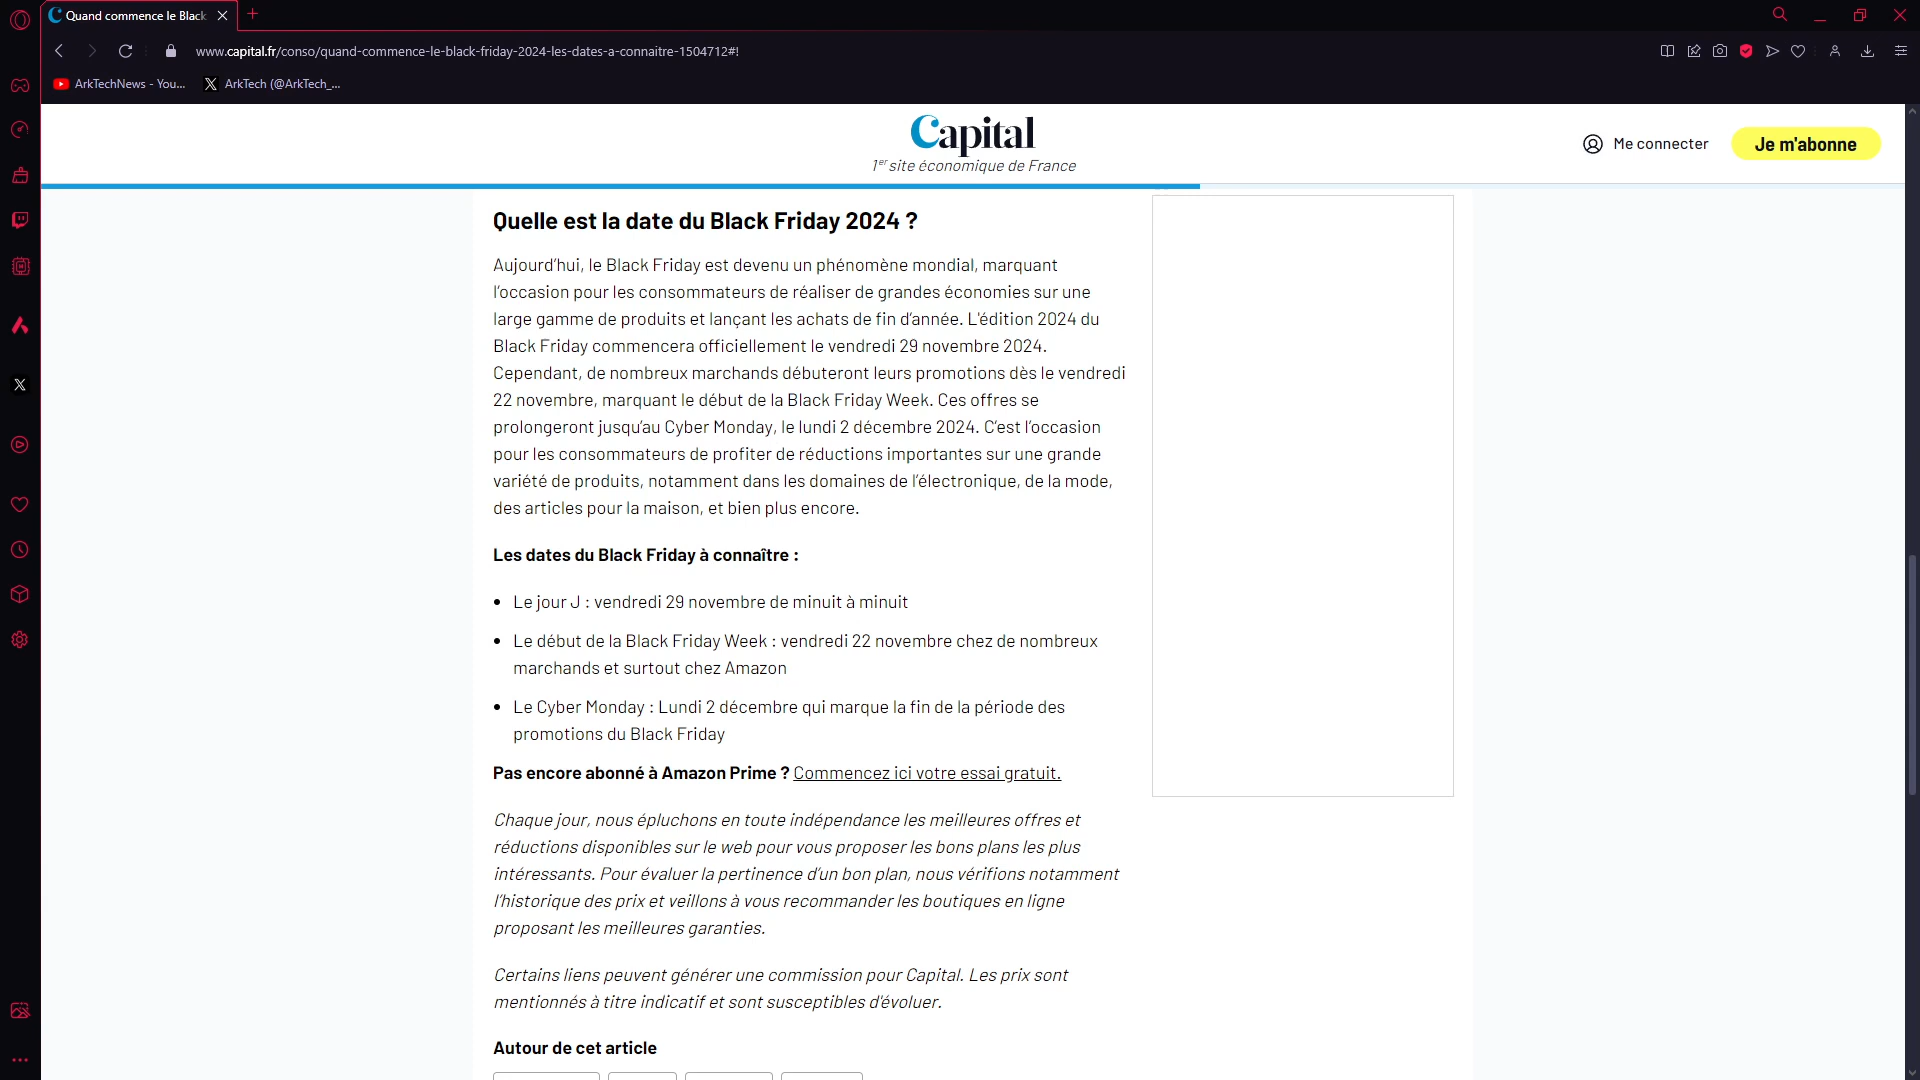 Quand commence le Black
www.capital.fr/conso/quand-commence-le-black-friday-2024-les-dates-a-connaitre-1504712#!
ArkTechNews - You...
ArkTech (@ArkTech_...
Capital
1er site économique de France
Me connecter
Je m'abonne
Quelle est la date du Black Friday 2024 ?
Aujourd’hui, le Black Friday est devenu un phénomène mondial, marquant
l’occasion pour les consommateurs de réaliser de grandes économies sur une
large gamme de produits et lançant les achats de fin d’année. L'édition 2024 du
Black Friday commencera officiellement le vendredi 29 novembre 2024.
Cependant, de nombreux marchands débuteront leurs promotions dès le vendredi
22 novembre, marquant le début de la Black Friday Week. Ces offres se
prolongeront jusqu’au Cyber Monday, le lundi 2 décembre 2024. C’est l’occasion
pour les consommateurs de profiter de réductions importantes sur une grande
variété de produits, notamment dans les domaines de l’électronique, de la mode,
des articles pour la maison, et bien plus encore.
Les dates du Black Friday à connaître :
• Le jour J : vendredi 29 novembre de minuit à minuit
• Le début de la Black Friday Week : vendredi 22 novembre chez de nombreux
marchands et surtout chez Amazon
• Le Cyber Monday : Lundi 2 décembre qui marque la fin de la période des
promotions du Black Friday
Pas encore abonné à Amazon Prime ? Commencez ici votre essai gratuit.
Chaque jour, nous épluchons en toute indépendance les meilleures offres et
réductions disponibles sur le web pour vous proposer les bons plans les plus
intéressants. Pour évaluer la pertinence d’un bon plan, nous vérifions notamment
l’historique des prix et veillons à vous recommander les boutiques en ligne
proposant les meilleures garanties.
Certains liens peuvent générer une commission pour Capital. Les prix sont
mentionnés à titre indicatif et sont susceptibles d'évoluer.
Autour de cet article